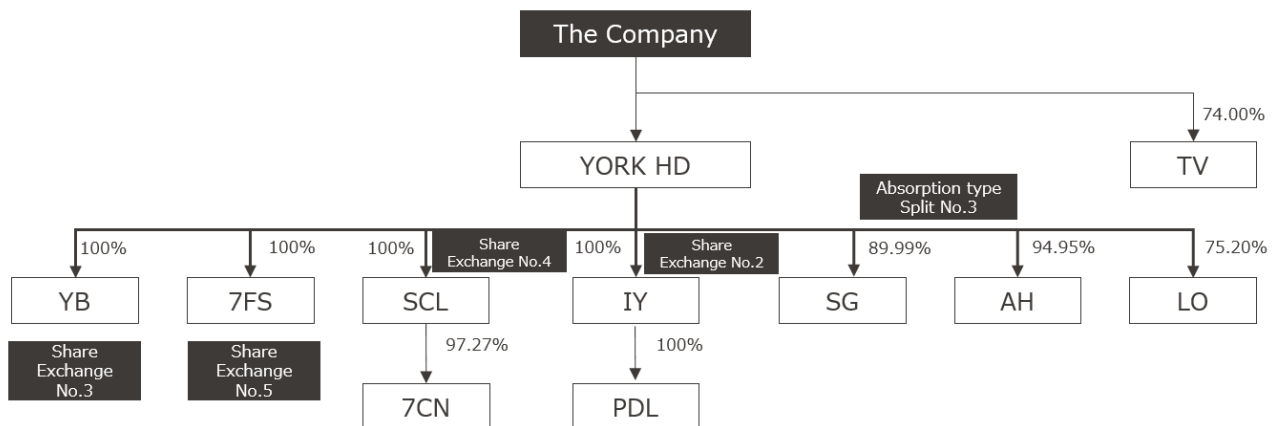 The Company
74.00%
YORK HD
TV
Absorption type
Split No.3
100%
100%
100%
Share
Exchange No.4
100%
Share
Exchange No.2
89.99%
94.95%
75.20%
YB
7FS
SCL
IY
SG
AH
LO
Share
Exchange
No.3
Share
Exchange
No.5
97.27%
100%
7CN
PDL